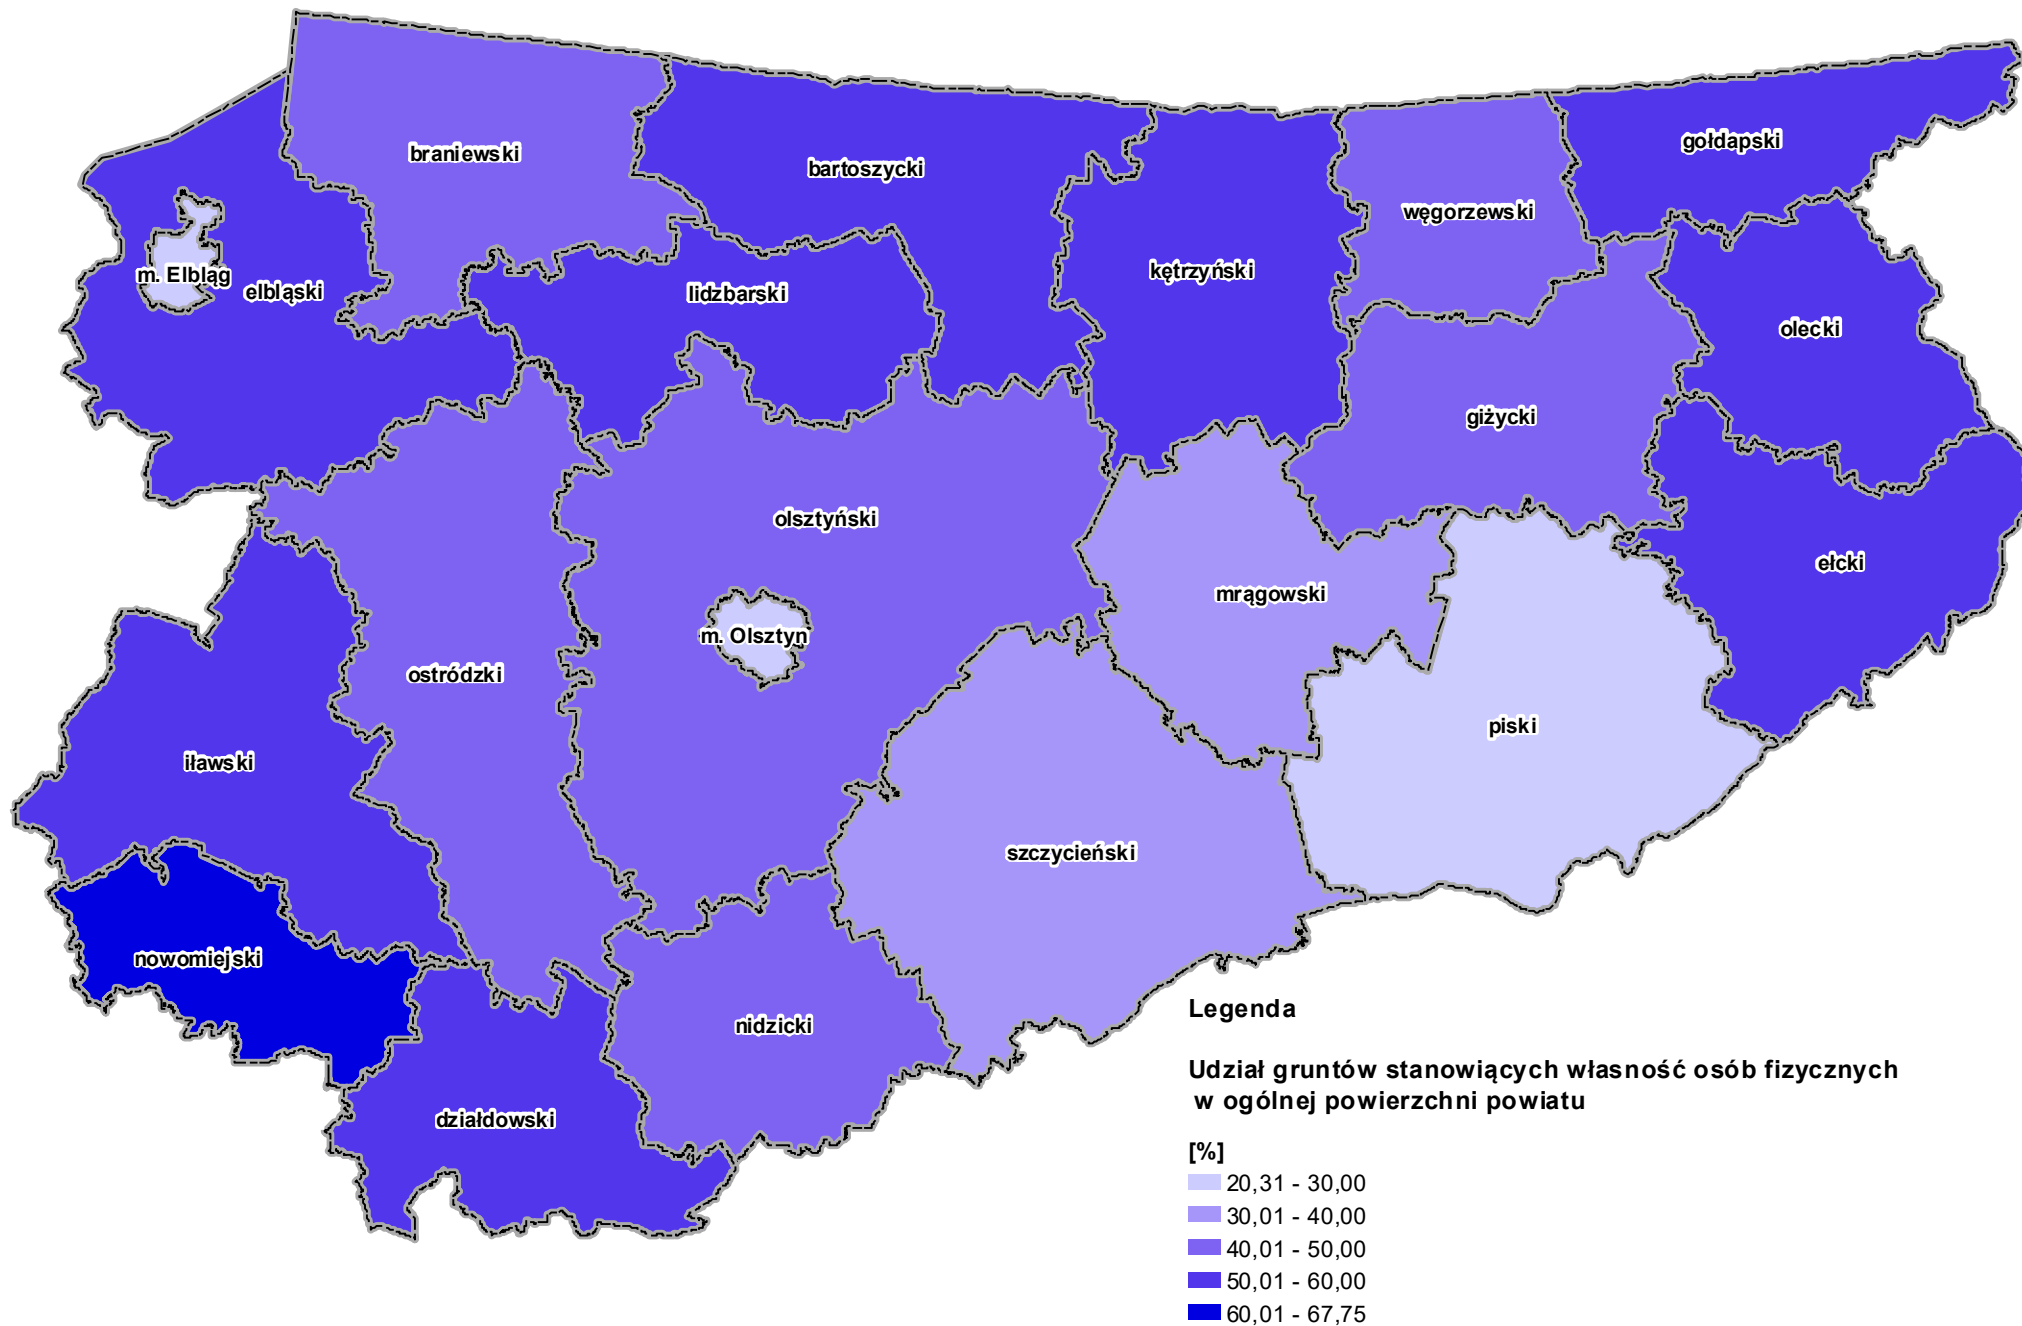 braniewski
bartoszycki
gołdapski
węgorzewski
m. Elbląg
elbląski
lidzbarski
kętrzyński
olecki
giżycki
olsztyński
ełcki
mrągowski
m. Olsztyn
ostródzki
piski
iławski
szczycieński
nowomiejski
nidzicki
działdowski
Legenda
Udział gruntów stanowiących własność osób fizycznych
w ogólnej powierzchni powiatu
[%]
20,31 - 30,00
30,01 - 40,00
40,01 - 50,00
50,01 - 60,00
60,01 - 67,75